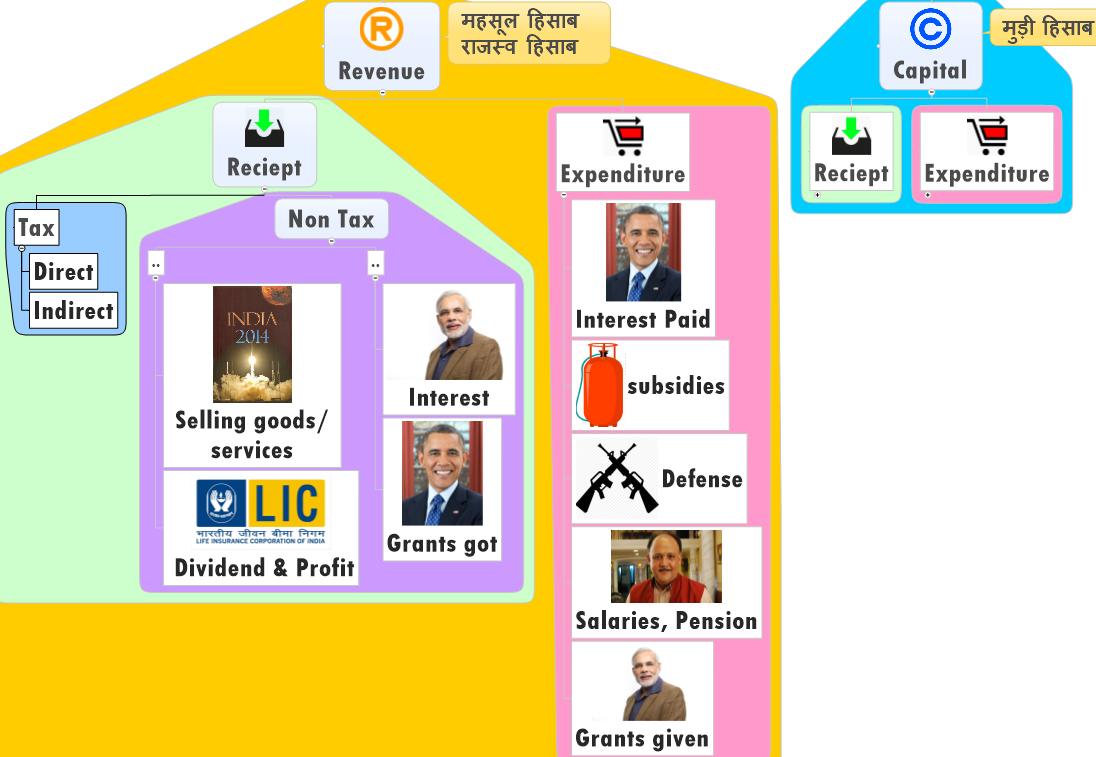 ®
Revenue
महसूल हिसाब
राजस्व हिसाब
©
Capital
मुड़ी हिसाब
Reciept
Expenditure
Reciept
Expenditure
Tax
Direct
Indirect
Non Tax
..
..
INDIA
2014
Selling goods/
services
LIC
भारतीय जीवन बीमा निगम
LIFE INSURANCE CORPORATION OF INDIA
Dividend & Profit
Interest
Grants got
Interest Paid
subsidies
Defense
Salaries, Pension
Grants given